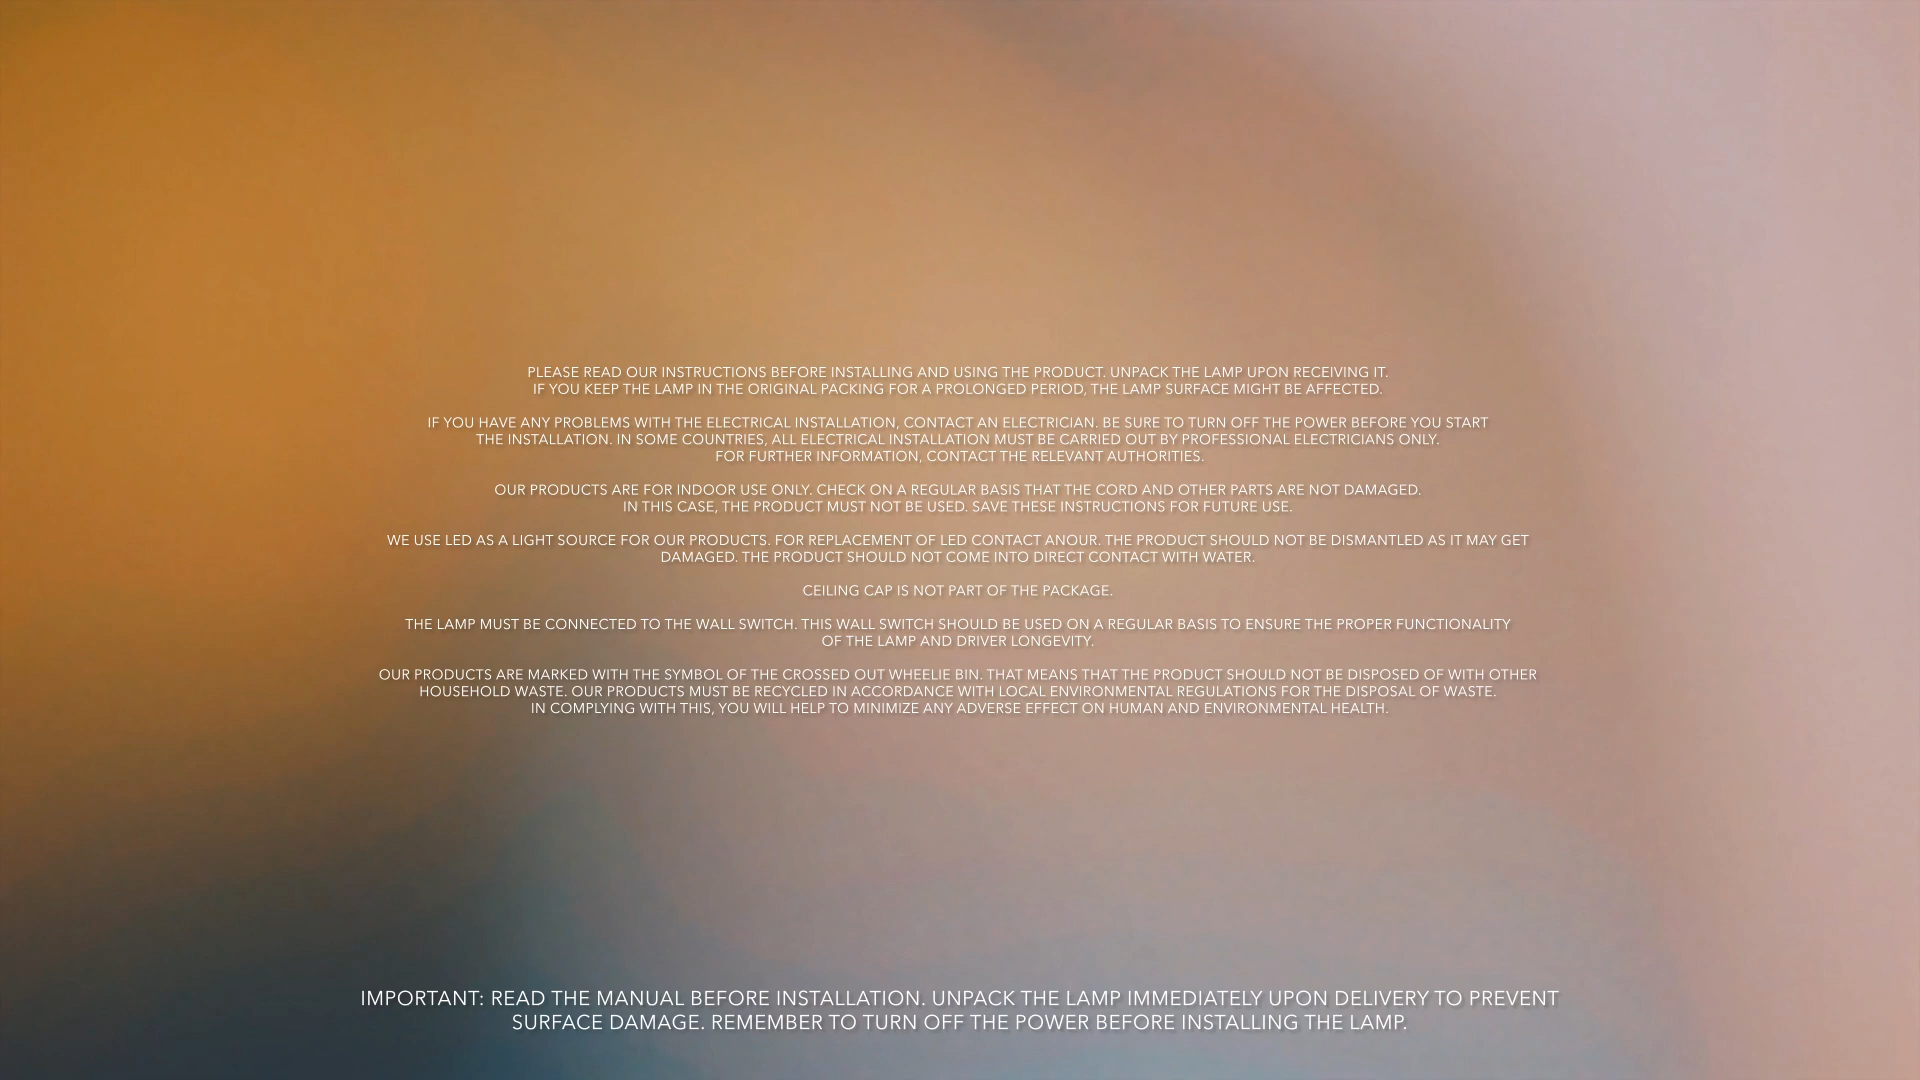 PLEASE READ OUR INSTRUCTIONS BEFORE INSTALLING AND USING THE PRODUCT. UNPACK THE LAMP UPON RECEIVING IT.
IF YOU KEEP THE LAMP IN THE ORIGINAL PACKING FOR A PROLONGED PERIOD, THE LAMP SURFACE MIGHT BE AFFECTED.
IF YOU HAVE ANY PROBLEMS WITH THE ELECTRICAL INSTALLATION, CONTACT AN ELECTRICIAN. BE SURE TO TURN OFF THE POWER BEFORE YOU START
THE INSTALLATION. IN SOME COUNTRIES, ALL ELECTRICAL INSTALLATION MUST BE CARRIED OUT BY PROFESSIONAL ELECTRICIANS ONLY.
FOR FURTHER INFORMATION, CONTACT THE RELEVANT AUTHORITIES.
OUR PRODUCTS ARE FOR INDOOR USE ONLY. CHECK ON A REGULAR BASIS THAT THE CORD AND OTHER PARTS ARE NOT DAMAGED.
IN THIS CASE, THE PRODUCT MUST NOT BE USED. SAVE THESE INSTRUCTIONS FOR FUTURE USE.
WE USE LED AS A LIGHT SOURCE FOR OUR PRODUCTS. FOR REPLACEMENT OF LED CONTACT ANOUR. THE PRODUCT SHOULD NOT BE DISMANTLED AS IT MAY GET
DAMAGED. THE PRODUCT SHOULD NOT COME INTO DIRECT CONTACT WITH WATER.
CEILING CAP IS NOT PART OF THE PACKAGE.
THE LAMP MUST BE CONNECTED TO THE WALL SWITCH. THIS WALL SWITCH SHOULD BE USED ON A REGULAR BASIS TO ENSURE THE PROPER FUNCTIONALITY
OF THE LAMP AND DRIVER LONGEVITY.
OUR PRODUCTS ARE MARKED WITH THE SYMBOL OF THE CROSSED OUT WHEELIE BIN. THAT MEANS THAT THE PRODUCT SHOULD NOT BE DISPOSED OF WITH OTHER
HOUSEHOLD WASTE. OUR PRODUCTS MUST BE RECYCLED IN ACCORDANCE WITH LOCAL ENVIRONMENTAL REGULATIONS FOR THE DISPOSAL OF WASTE.
IN COMPLYING WITH THIS, YOU WILL HELP TO MINIMIZE ANY ADVERSE EFFECT ON HUMAN AND ENVIRONMENTAL HEALTH.
IMPORTANT: READ THE MANUAL BEFORE INSTALLATION. UNPACK THE LAMP IMMEDIATELY UPON DELIVERY TO PREVENT
SURFACE DAMAGE. REMEMBER TO TURN OFF THE POWER BEFORE INSTALLING THE LAMP.